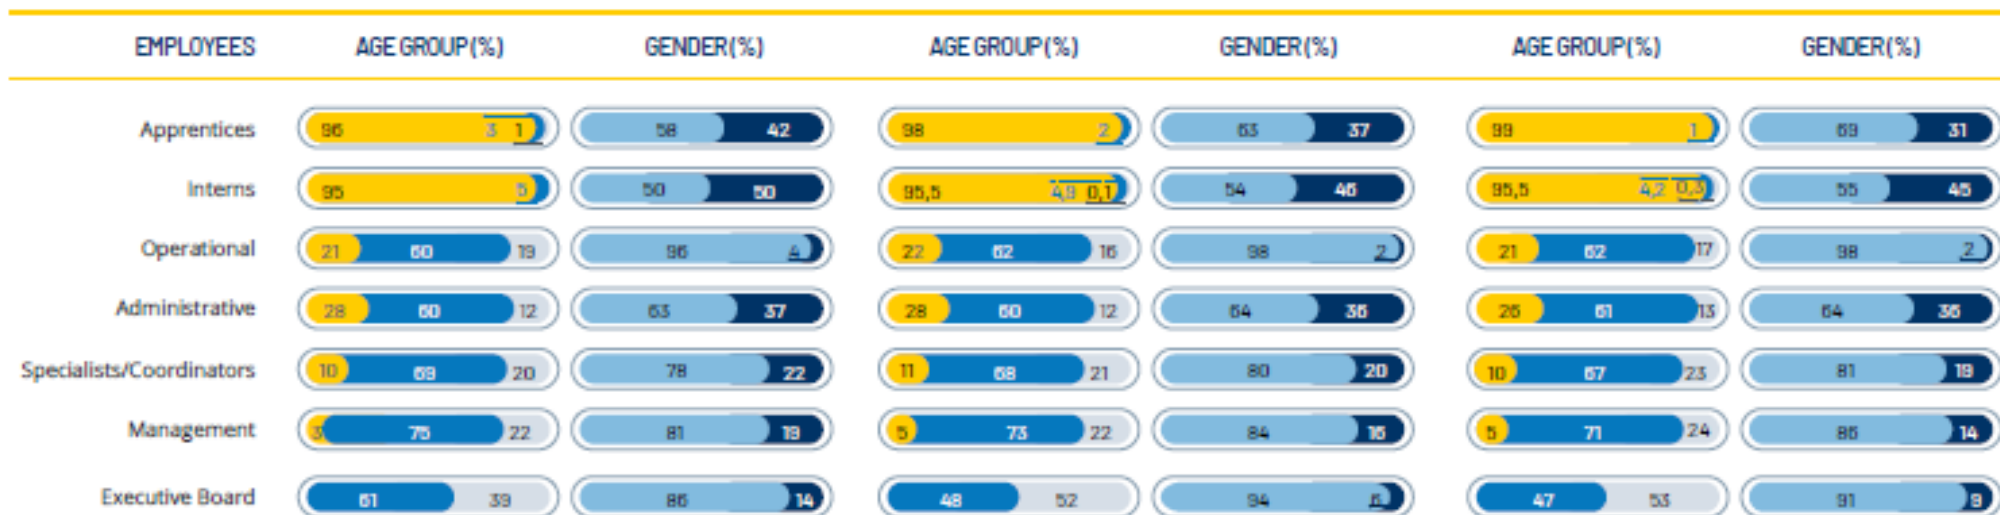 EMPLOYEES AGE GROUP(%) GENDER(%) AGE GROUP(%) GENDER(%) AGE GROUP(%) GENDER(%)
Apprentices 96 3 1 58 42 98 2 63 37 99 1 69 31
Interns 95 5 50 50 95,5 4,9 0,1 54 46 95,5 4,2 0,3 55 45
Operational 21 60 19 96 4 22 62 16 98 2 21 62 17 98 2
Administrative 28 60 12 63 37 28 60 12 64 36 26 61 13 64 36
Specialists/Coordinators 10 69 20 78 22 11 68 21 80 20 10 67 23 81 19
Management 3 75 22 81 19 5 73 22 84 16 5 71 24 86 14
Executive Board 61 39 86 14 48 52 94 6 47 53 91 9